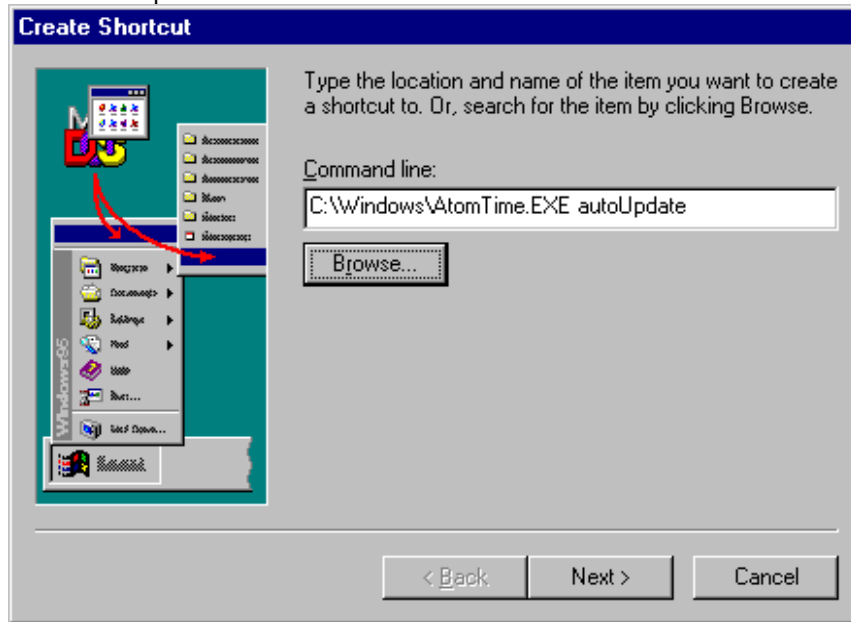 Create Shortcut
Type the location and name of the item you want to create
a shortcut to. Or, search for the item by clicking Browse.
Command line:
C:\Windows\AtomTime.EXE autoUpdate
Browse...
Windows95
< Back
Next >
Cancel